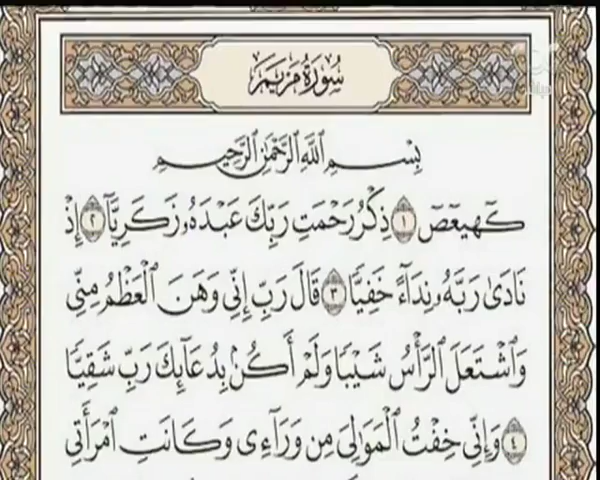 سُورَةُ مَرْيَمَ
بِسْمِ ٱللَّهِ ٱلرَّحْمَٰنِ ٱلرَّحِيمِ
كٓهيعٓصٓ ١ ذِكْرُ رَحْمَتِ رَبِّكَ عَبْدَهُۥ زَكَرِيَّآ ٢ إِذْ
نَادَىٰ رَبَّهُۥ نِدَآءً خَفِيًّا ٣ قَالَ رَبِّ إِنِّى وَهَنَ ٱلْعَظْمُ مِنِّى
وَٱشْتَعَلَ ٱلرَّأْسُ شَيْبًا وَلَمْ أَكُنۢ بِدُعَآئِكَ رَبِّ شَقِيًّا
٤ وَإِنِّى خِفْتُ ٱلْمَوَٰلِىَ مِن وَرَآءِى وَكَانَتِ ٱمْرَأَتِى